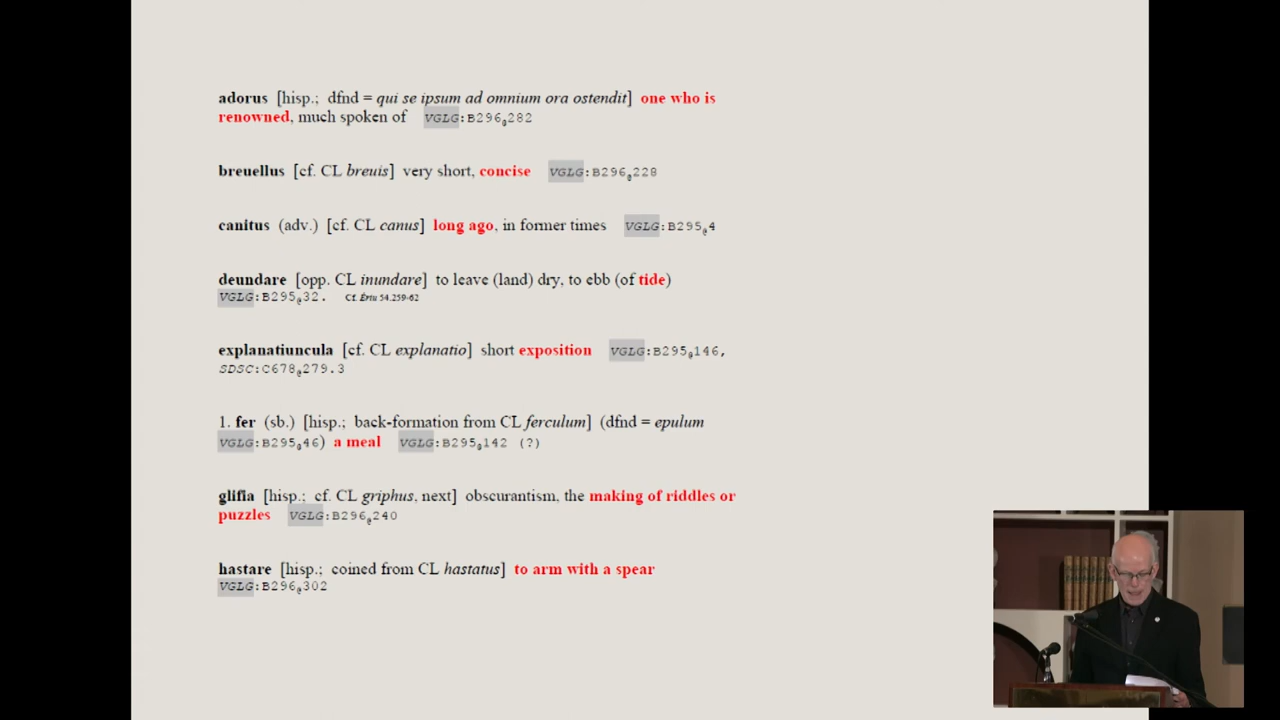 adorus [hisp.; dfnd = qui se ipsum ad omnium ora ostendit] one who is
renowned, much spoken of VGLG:B296@282
breuellus [cf. CL breuis] very short, concise VGLG:B296@228
canitus (adv.) [cf. CL canus] long ago, in former times VGLG:B295@4
deundare [opp. CL inundare] to leave (land) dry, to ebb (of tide)
VGLG:B295@32. Cf. Ériu 54.259-62
explanatiuncula [cf. CL explanatio] short exposition VGLG:B295@146,
SDSC:C678@279.3
1. fer (sb.) [hisp.; back-formation from CL ferculum] (dfnd = epulum
VGLG:B295@46) a meal VGLG:B295@142 (?)
glifia [hisp.; cf. CL griphus, next] obscurantism, the making of riddles or
puzzles VGLG:B296@240
hastare [hisp.; coined from CL hastatus] to arm with a spear
VGLG:B296@302